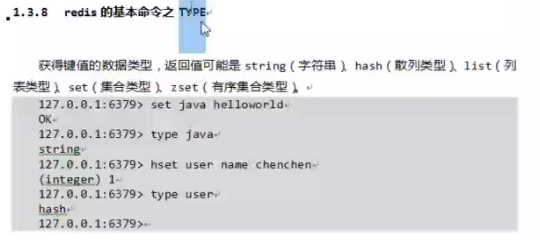 1.3.8 redis 的基本命令之 TYPE
获得键值的数据类型，返回值可能是 string（字符串）、hash（散列类型）、list（列
表类型）、set（集合类型）、zset（有序集合类型）。
127.0.0.1:6379> set java helloworld
OK
127.0.0.1:6379> type java
string
127.0.0.1:6379> hset user name chenchen
(integer) 1
127.0.0.1:6379> type user
hash
127.0.0.1:6379>